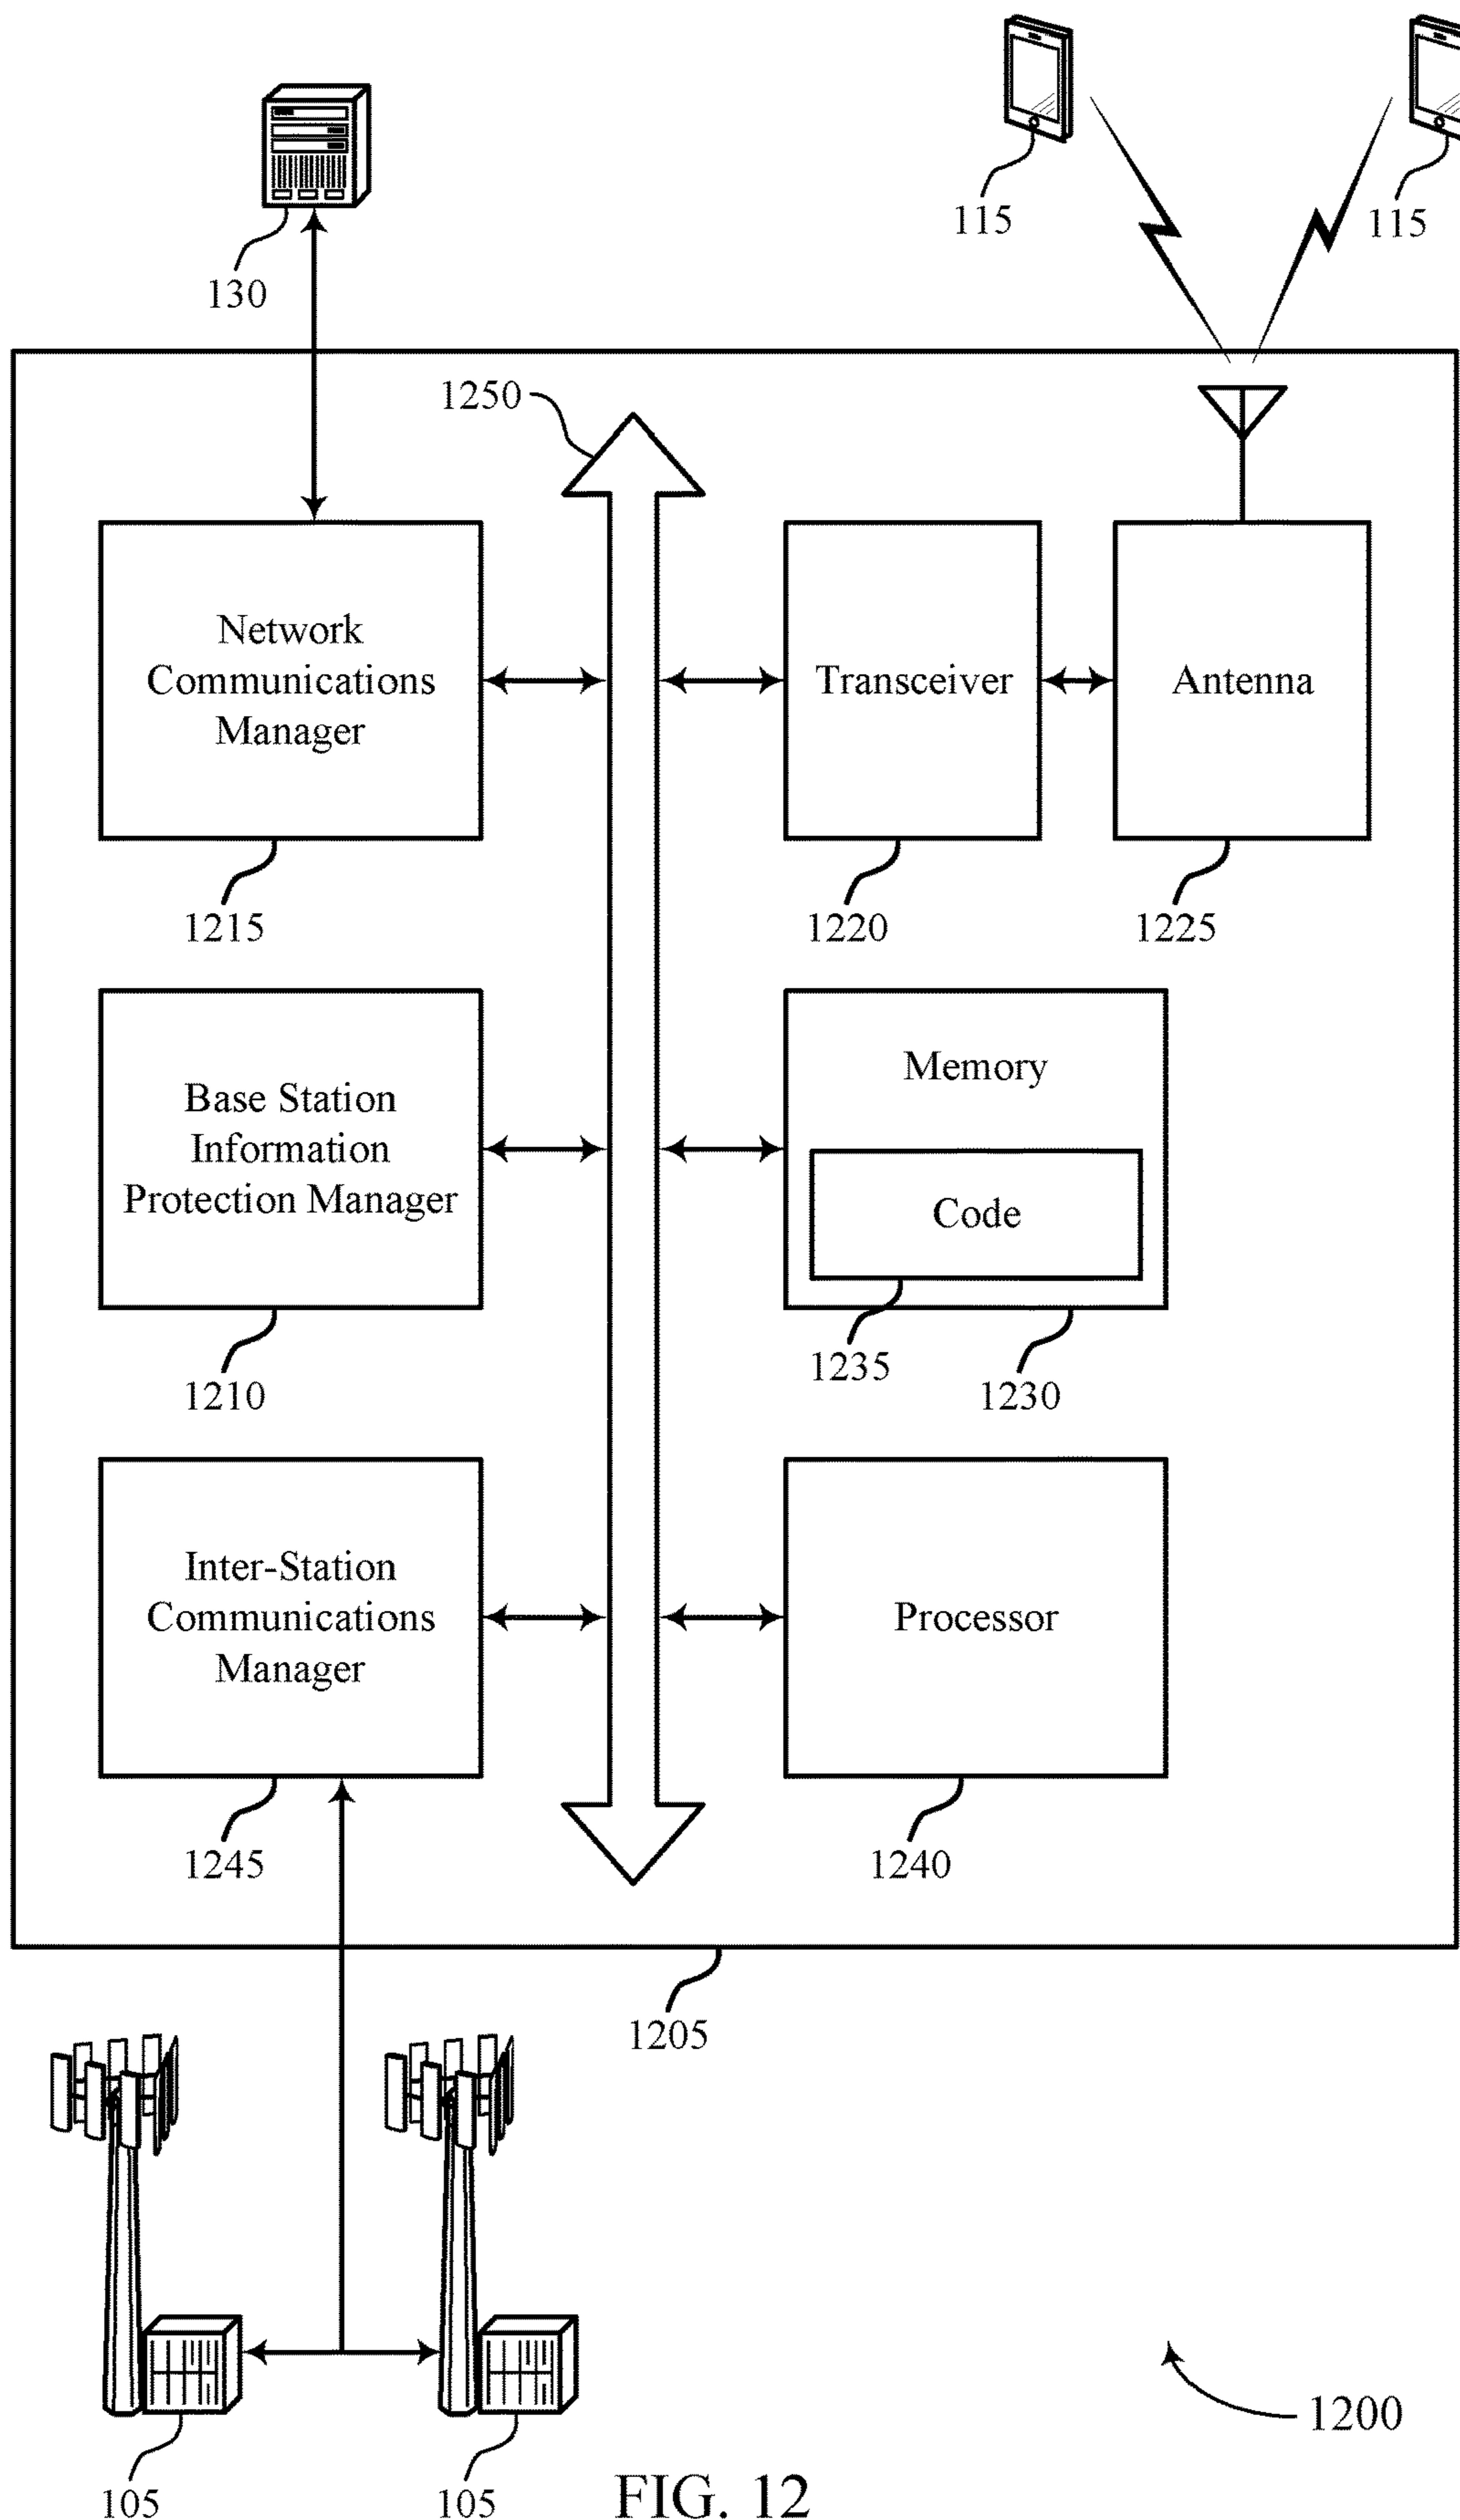 115
115
130
1250
Network
Communications
Manager
Transceiver
Antenna
1215
1220
1225
Base Station
Information
Protection Manager
Memory
Code
1235
1230
1210
Inter-Station
Communications
Manager
Processor
1245
1240
1205
1200
105
105
FIG. 12